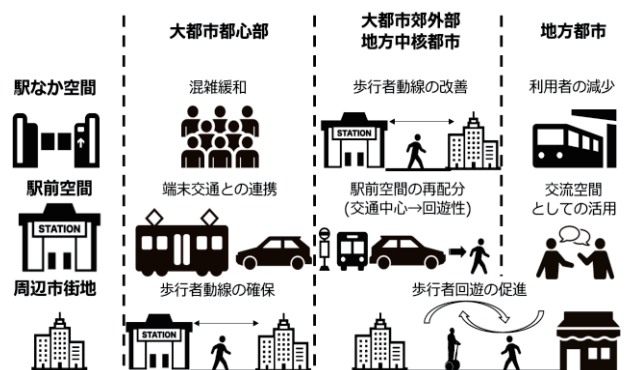 大都市都心部
大都市郊外部
地方中核都市
地方都市
駅なか空間
混雑緩和
歩行者動線の改善
利用者の減少
STATION
駅前空間
端末交通との連携
駅前空間の再配分
(交通中心→回遊性)
交流空間
としての活用
STATION
周辺市街地
歩行者動線の確保
歩行者回遊の促進
STATION